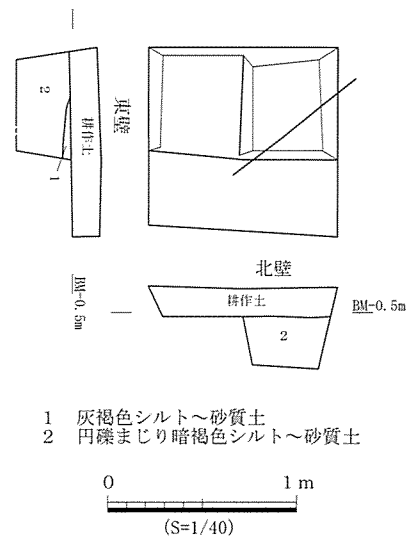 2
耕作土
1
東壁
BM-0.5m
北壁
耕作土
BM-0.5m
2
1 灰褐色シルト～砂質土
2 円礫まじり暗褐色シルト～砂質土
0 1m
(S=1/40)